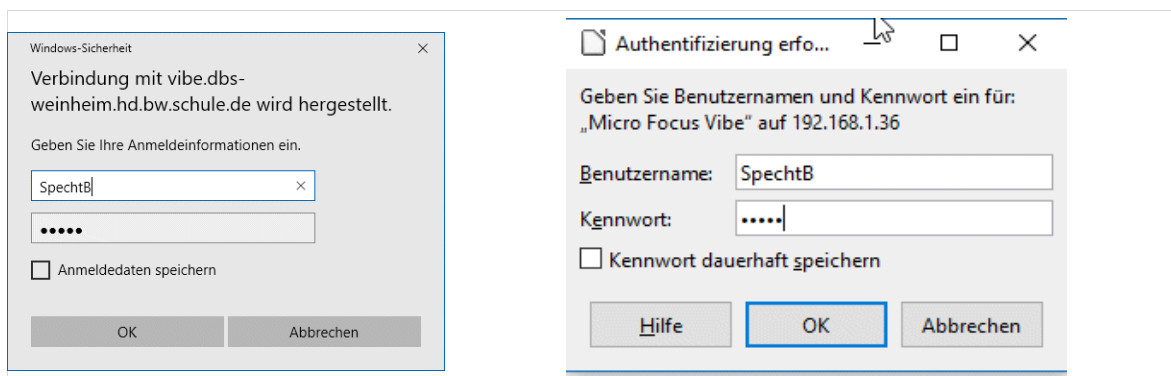 Windows-Sicherheit
Verbindung mit vibe.dbs-
weinheim.hd.bw.schule.de wird hergestellt.
Geben Sie Ihre Anmeldeinformationen ein.
SpechtB
•••••
Anmeldedaten speichern
OK
Abbrechen
Authentifizierung erfo...
Geben Sie Benutzernamen und Kennwort ein für:
„Micro Focus Vibe“ auf 192.168.1.36
Benutzername: SpechtB
Kennwort: •••••
Kennwort dauerhaft speichern
Hilfe
OK
Abbrechen